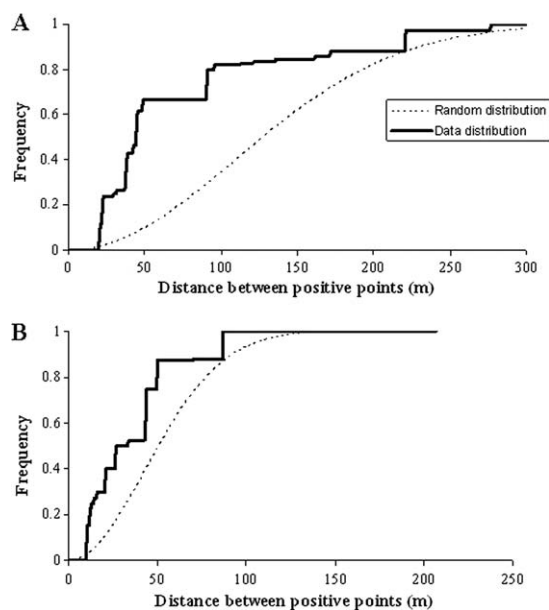 A
1
0.8
0.6
0.4
0.2
0
Frequency
Random distribution
Data distribution
0 50 100 150 200 250 300
Distance between positive points (m)
B
1
0.8
0.6
0.4
0.2
0
Frequency
0 50 100 150 200 250
Distance between positive points (m)